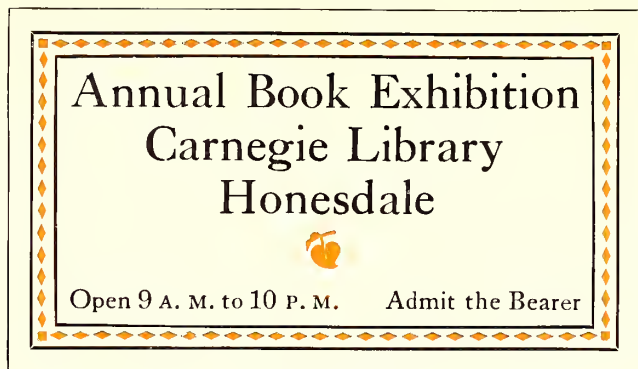 Annual Book Exhibition
Carnegie Library
Honesdale
Open 9 A. M. to 10 P. M. Admit the Bearer